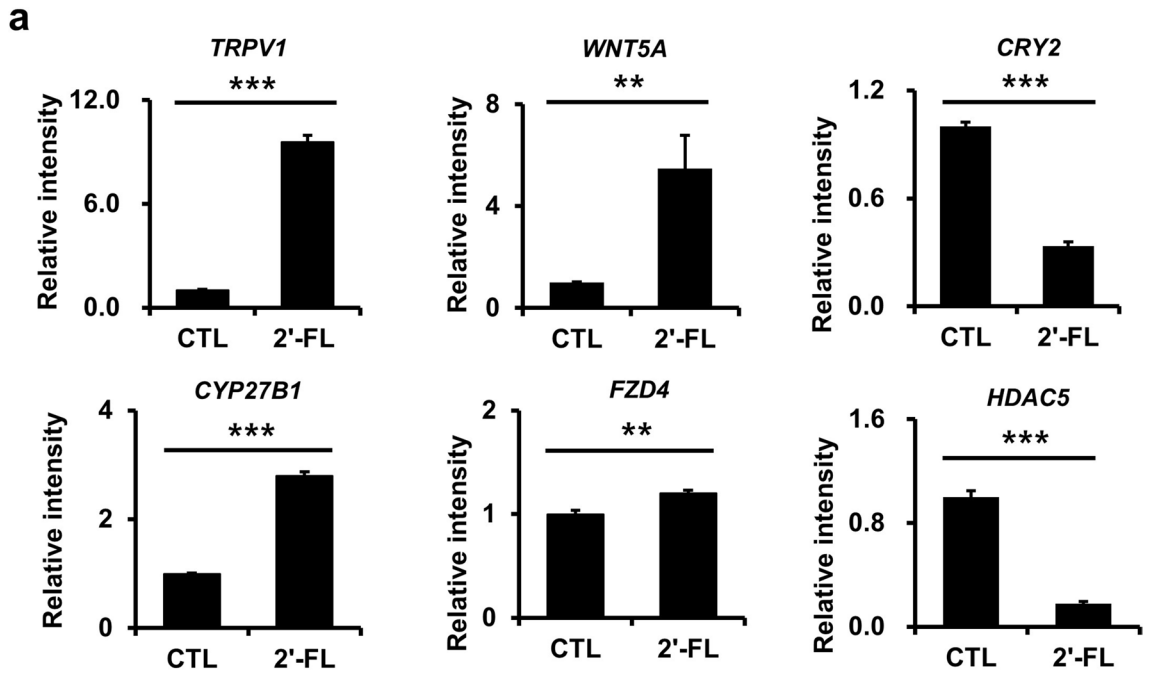 a
TRPV1
***
Relative intensity
12.0
6.0
0.0
CTL 2'-FL
WNT5A
**
Relative intensity
8
4
0
CTL 2'-FL
CRY2
***
Relative intensity
1.2
0.6
0.0
CTL 2'-FL
CYP27B1
***
Relative intensity
4
2
0
CTL 2'-FL
FZD4
**
Relative intensity
2
1
0
CTL 2'-FL
HDAC5
***
Relative intensity
1.6
0.8
0.0
CTL 2'-FL